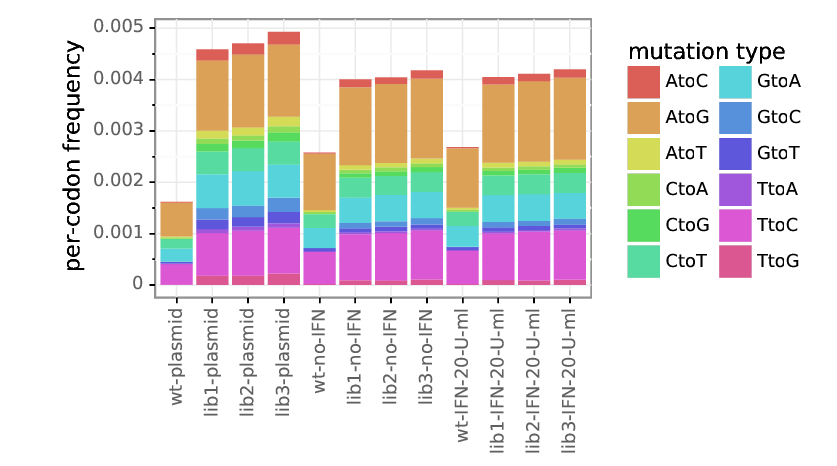 per-codon frequency
0.005
0.004
0.003
0.002
0.001
0
wt-plasmid
lib1-plasmid
lib2-plasmid
lib3-plasmid
wt-no-IFN
lib1-no-IFN
lib2-no-IFN
lib3-no-IFN
wt-IFN-20-U-ml
lib1-IFN-20-U-ml
lib2-IFN-20-U-ml
lib3-IFN-20-U-ml
mutation type
AtoC GtoA
AtoG GtoC
AtoT GtoT
CtoA TtoA
CtoG TtoC
CtoT TtoG